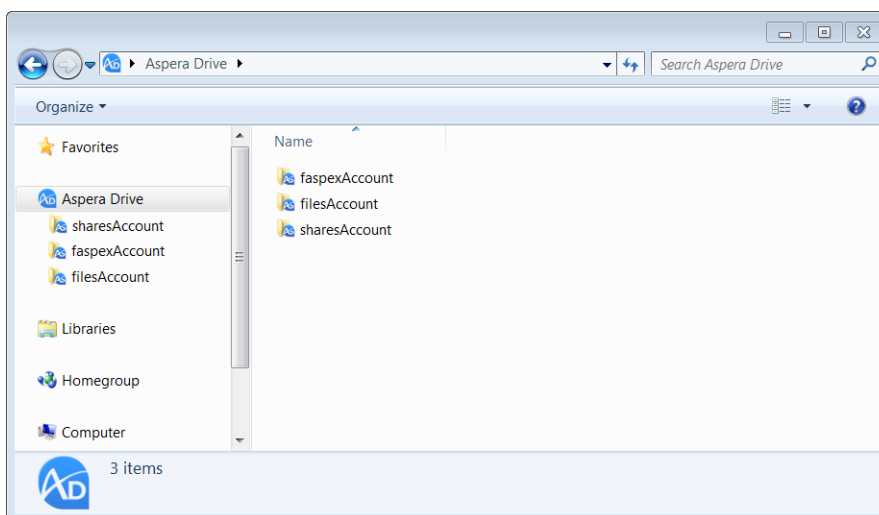 Aspera Drive
Search Aspera Drive
Organize
Favorites
Aspera Drive
sharesAccount
faspexAccount
filesAccount
Libraries
Homegroup
Computer
Name
faspexAccount
filesAccount
sharesAccount
AD
3 items